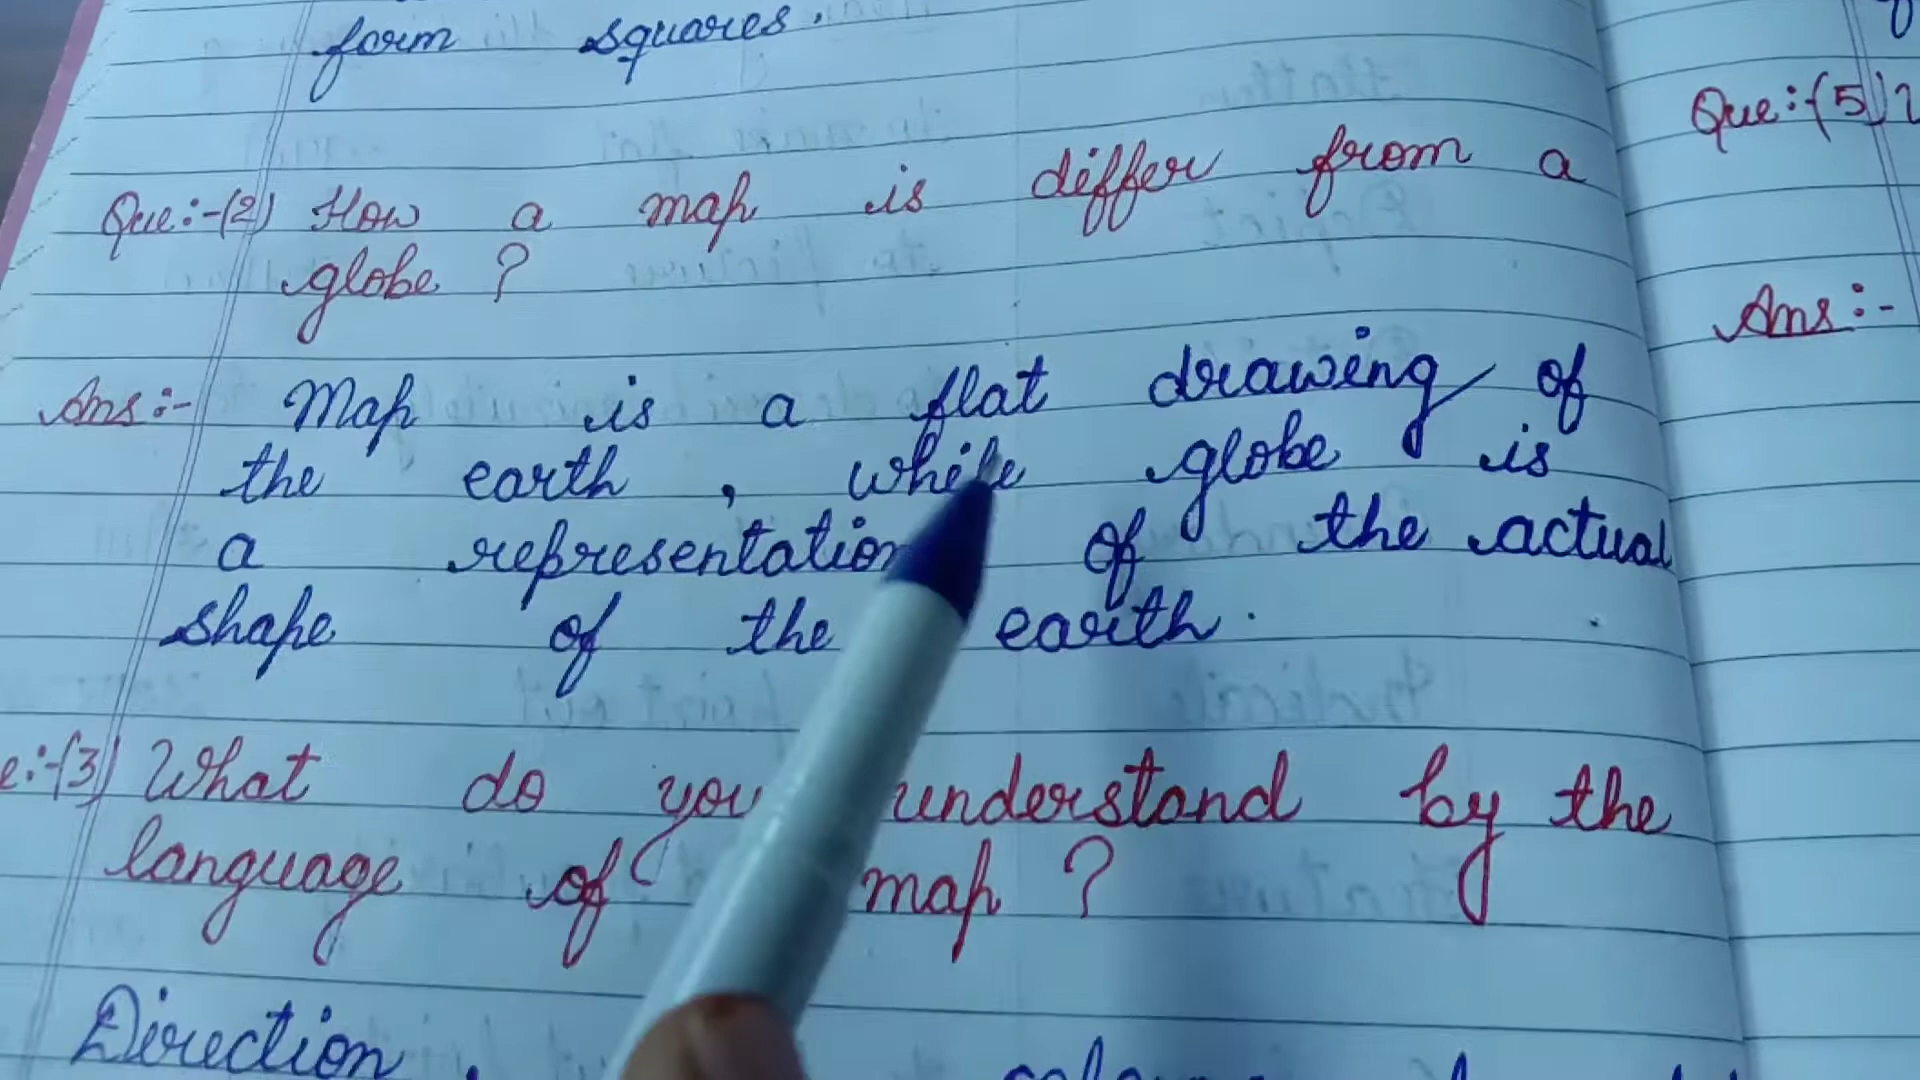 form squares.
Que:-(2) How a map is differ from a
globe ?
Ans:- Map is a flat drawing of
the earth , while globe is
a representation of the actual
shape of the earth.
e:-(3) What do you understand by the
language of map ?
Direction ,
Que:-(5)
Ans:-